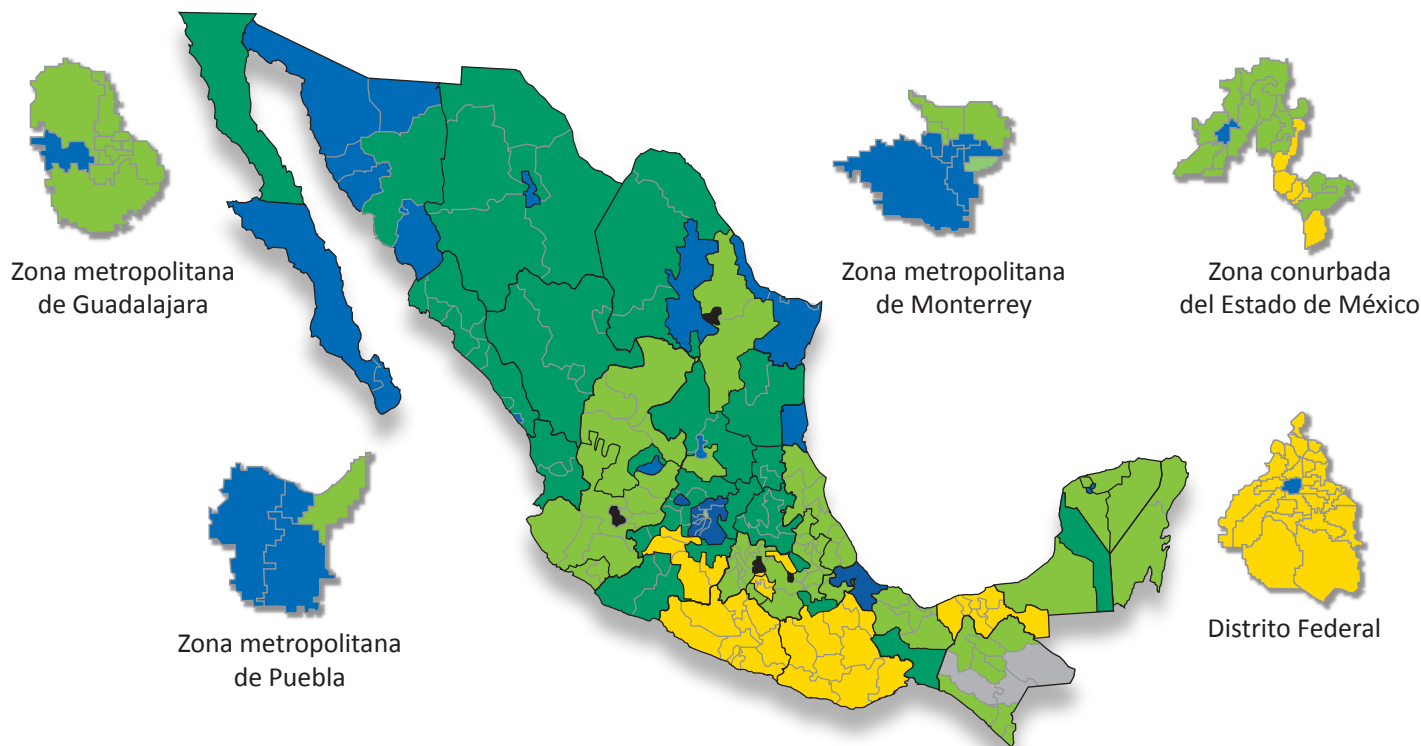 Zona metropolitana
de Guadalajara
Zona metropolitana
de Monterrey
Zona conurbada
del Estado de México
Zona metropolitana
de Puebla
Distrito Federal